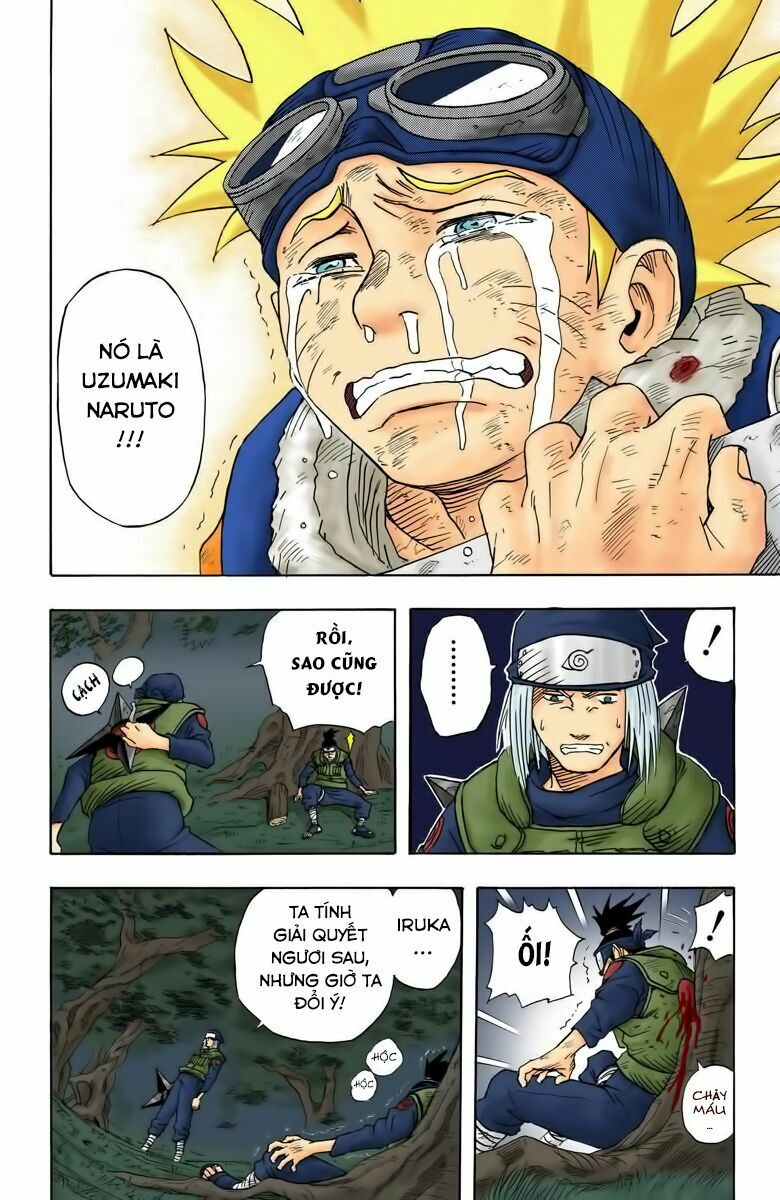 NÓ LÀ
UZUMAKI
NARUTO
!!!
!
.......
RỒI,
SAO CŨNG
ĐƯỢC!
CẠCH
!
ỐI!
CHẢY
MÁU
...
IRUKA
...
TA TÍNH
GIẢI QUYẾT
NGƯƠI SAU,
NHƯNG GIỜ TA
ĐỔI Ý!
HỘC
HỘC